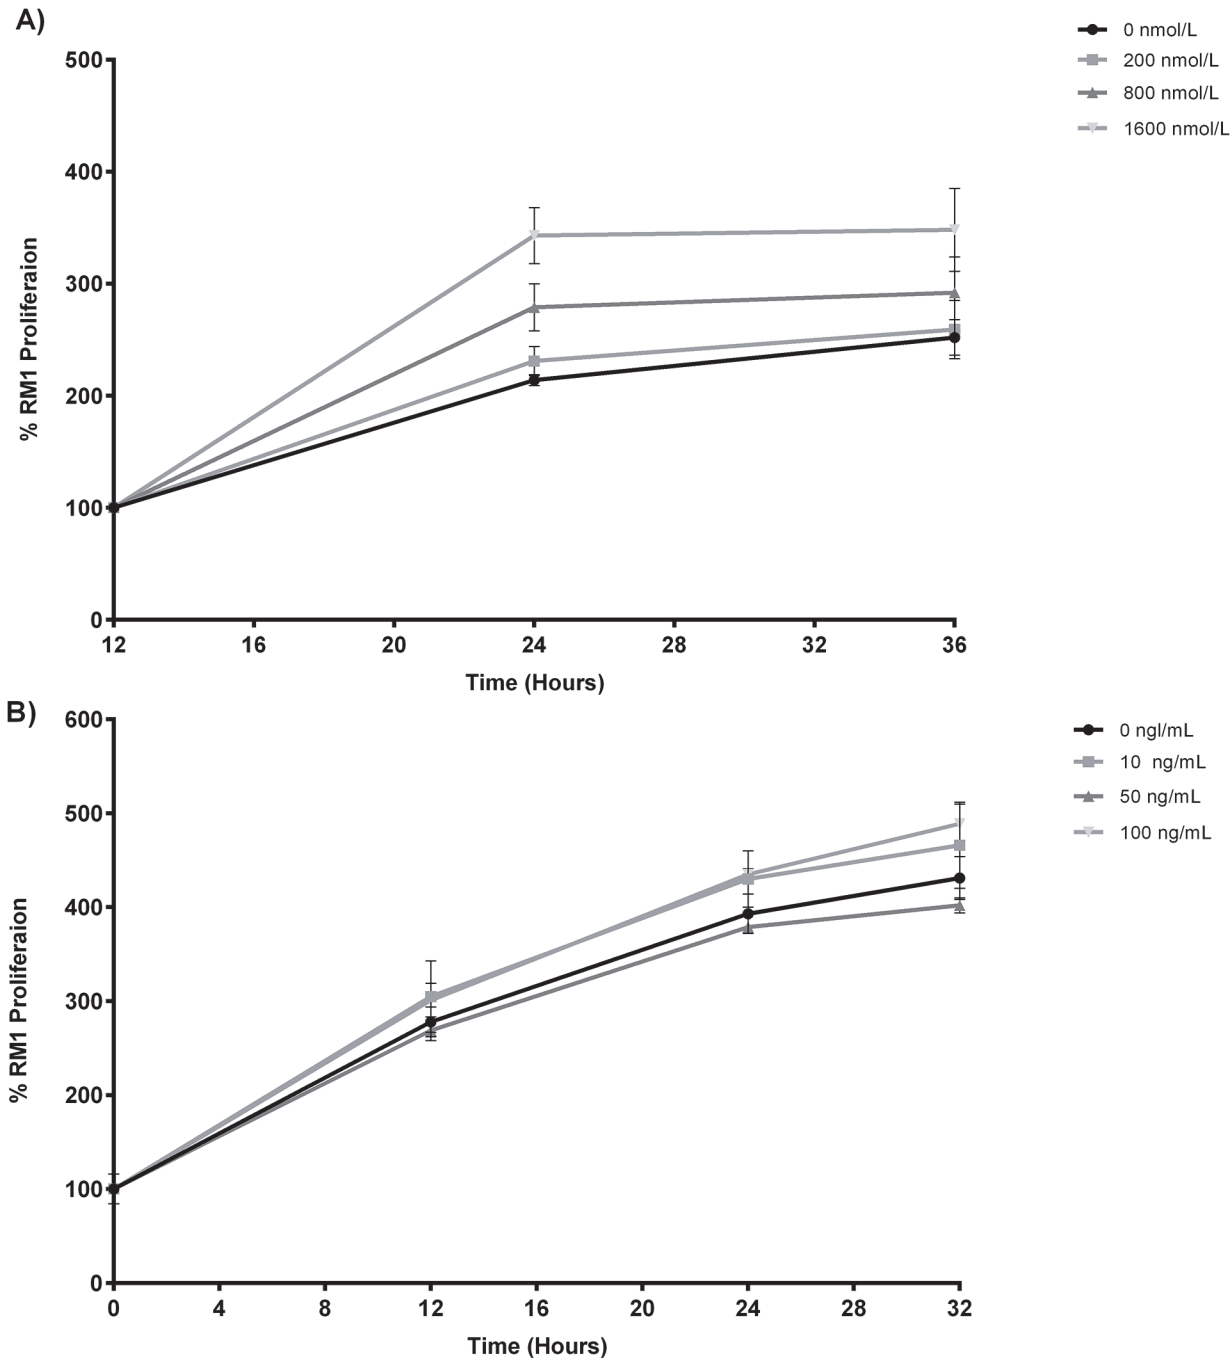 A)
0 nmol/L
200 nmol/L
800 nmol/L
1600 nmol/L
500
400
300
200
100
0
% RM1 Proliferaion
12 16 20 24 28 32 36
Time (Hours)
B)
0 ngl/mL
10 ng/mL
50 ng/mL
100 ng/mL
600
500
400
300
200
100
0
% RM1 Proliferaion
0 4 8 12 16 20 24 28 32
Time (Hours)